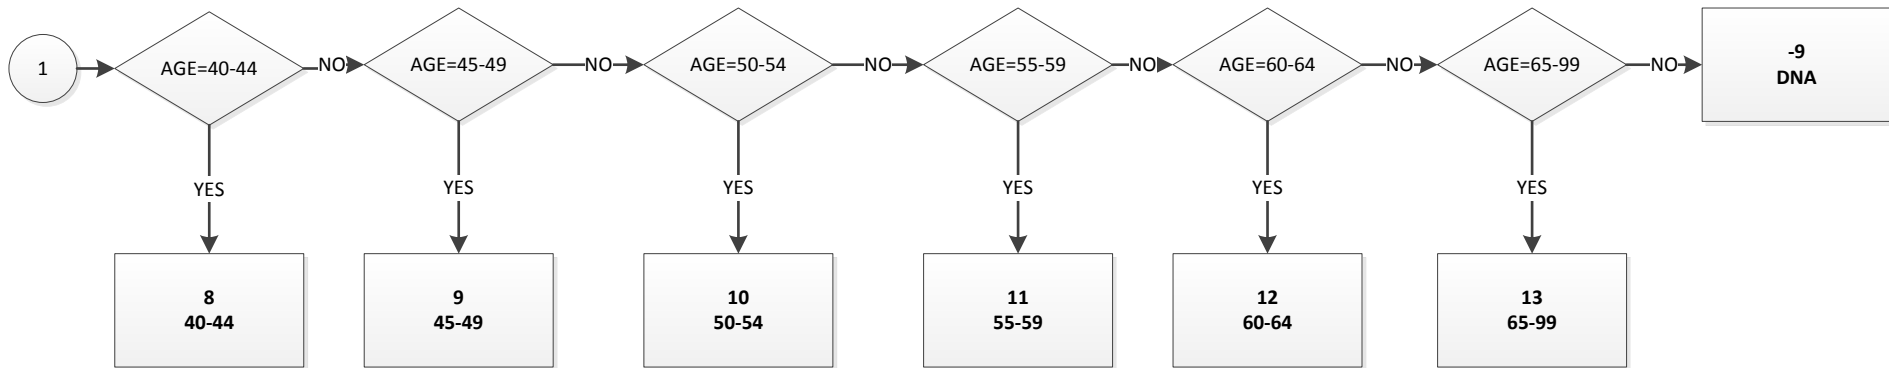 1
AGE=40-44
NO
AGE=45-49
NO
AGE=50-54
NO
AGE=55-59
NO
AGE=60-64
NO
AGE=65-99
NO
-9
DNA
YES
YES
YES
YES
YES
YES
8
40-44
9
45-49
10
50-54
11
55-59
12
60-64
13
65-99